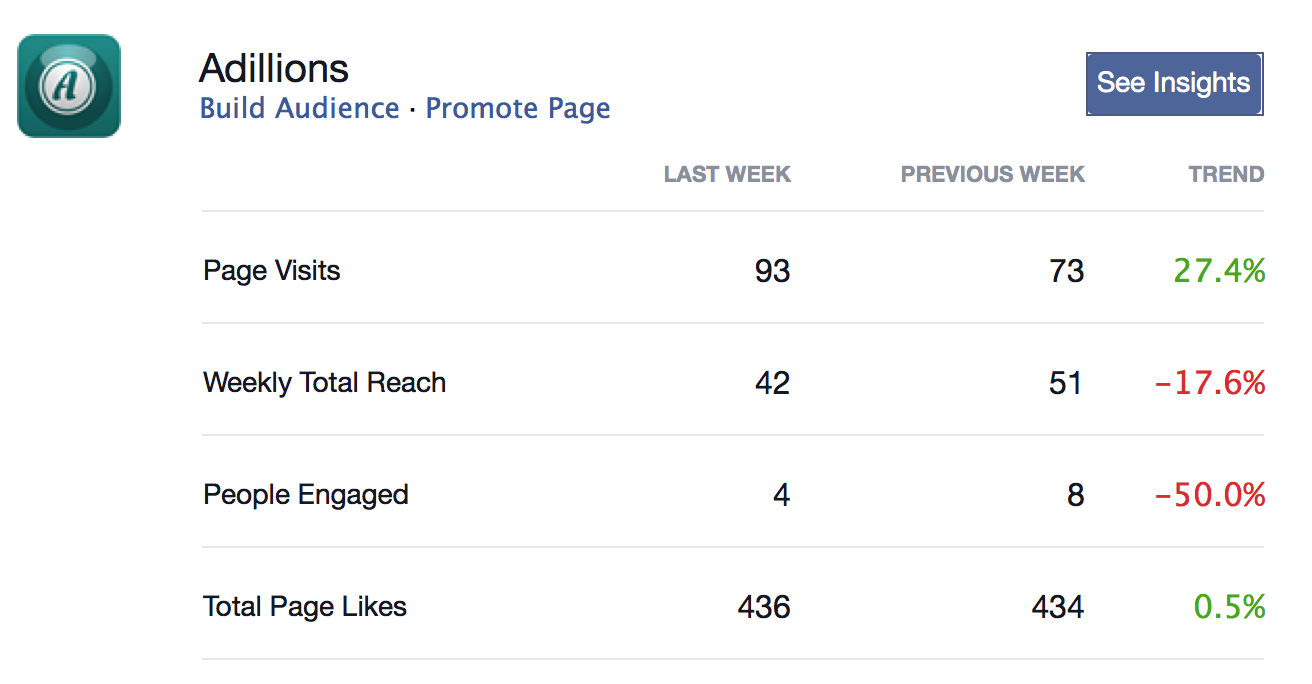 A
Adillions
See Insights
Build Audience · Promote Page
LAST WEEK PREVIOUS WEEK TREND
Page Visits 93 73 27.4%
Weekly Total Reach 42 51 −17.6%
People Engaged 4 8 −50.0%
Total Page Likes 436 434 0.5%